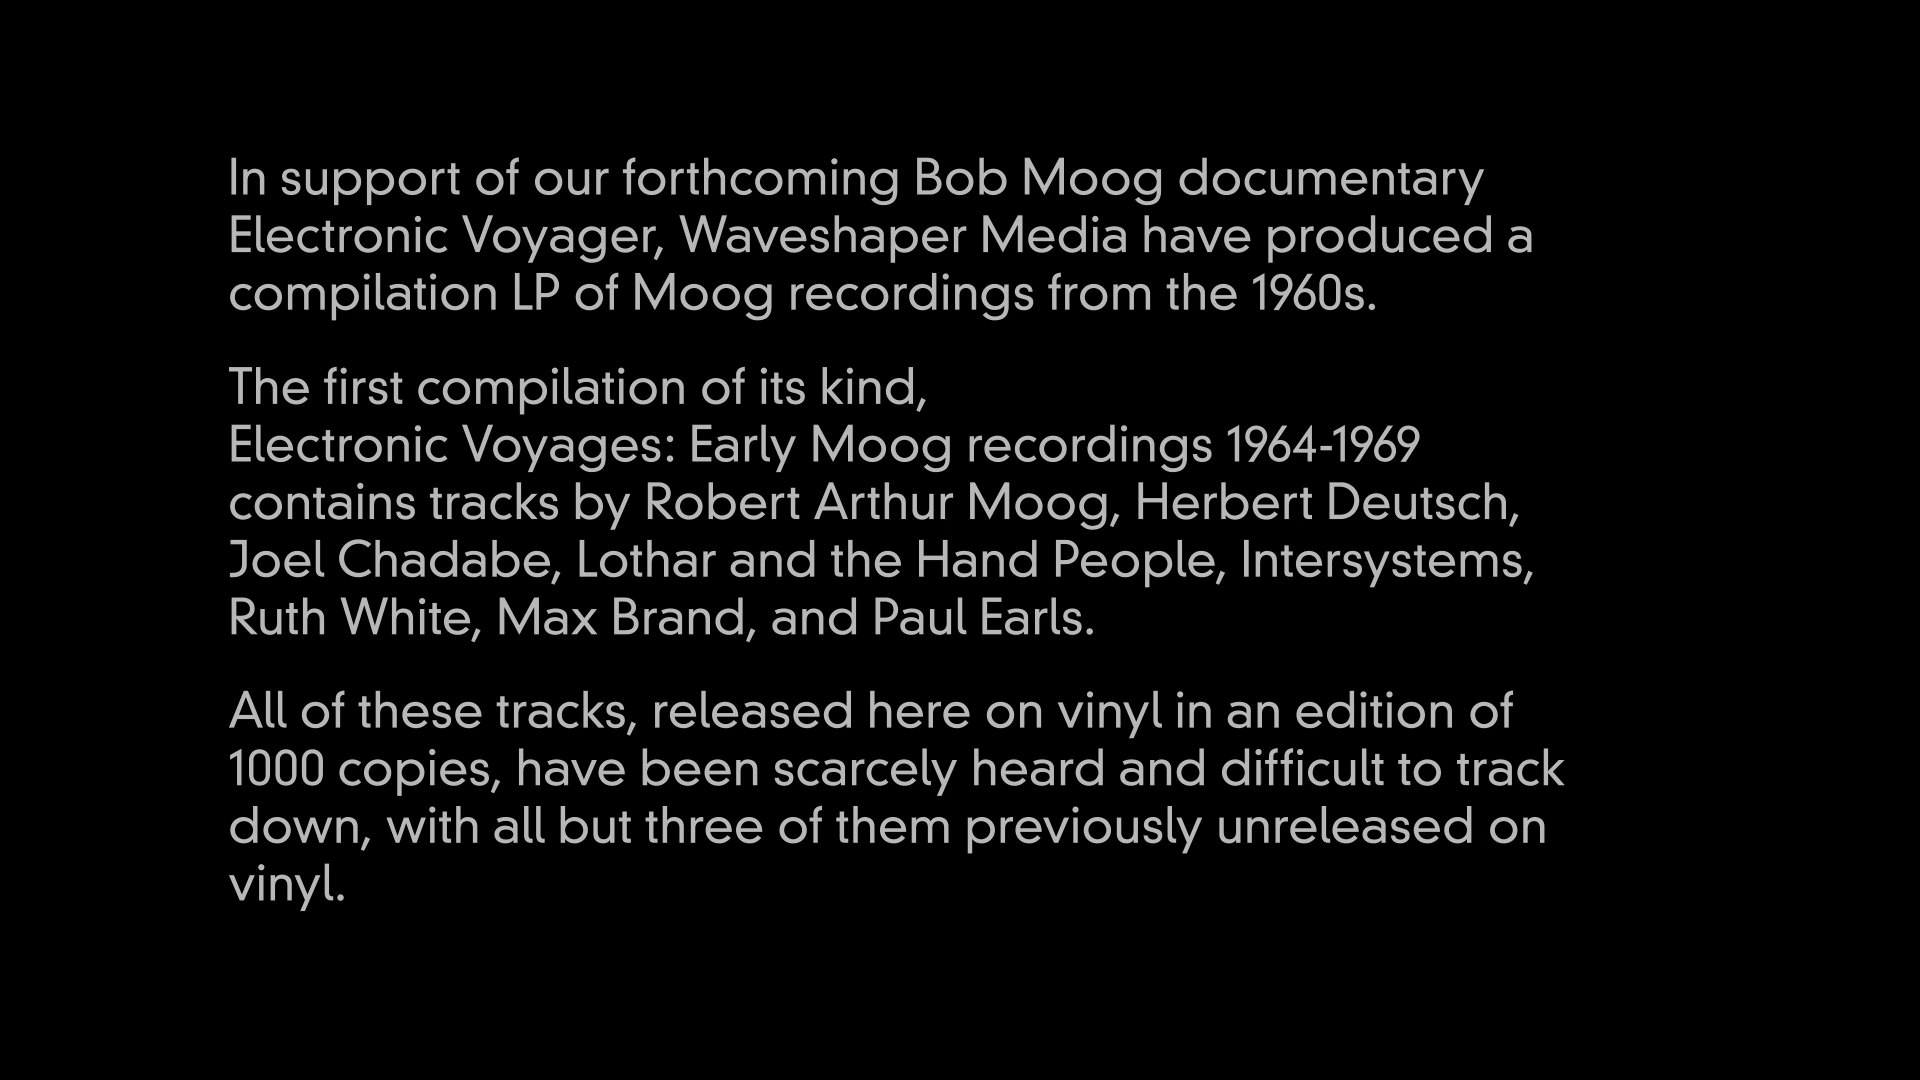 In support of our forthcoming Bob Moog documentary
Electronic Voyager, Waveshaper Media have produced a
compilation LP of Moog recordings from the 1960s.
The first compilation of its kind,
Electronic Voyages: Early Moog recordings 1964-1969
contains tracks by Robert Arthur Moog, Herbert Deutsch,
Joel Chadabe, Lothar and the Hand People, Intersystems,
Ruth White, Max Brand, and Paul Earls.
All of these tracks, released here on vinyl in an edition of
1000 copies, have been scarcely heard and difficult to track
down, with all but three of them previously unreleased on
vinyl.